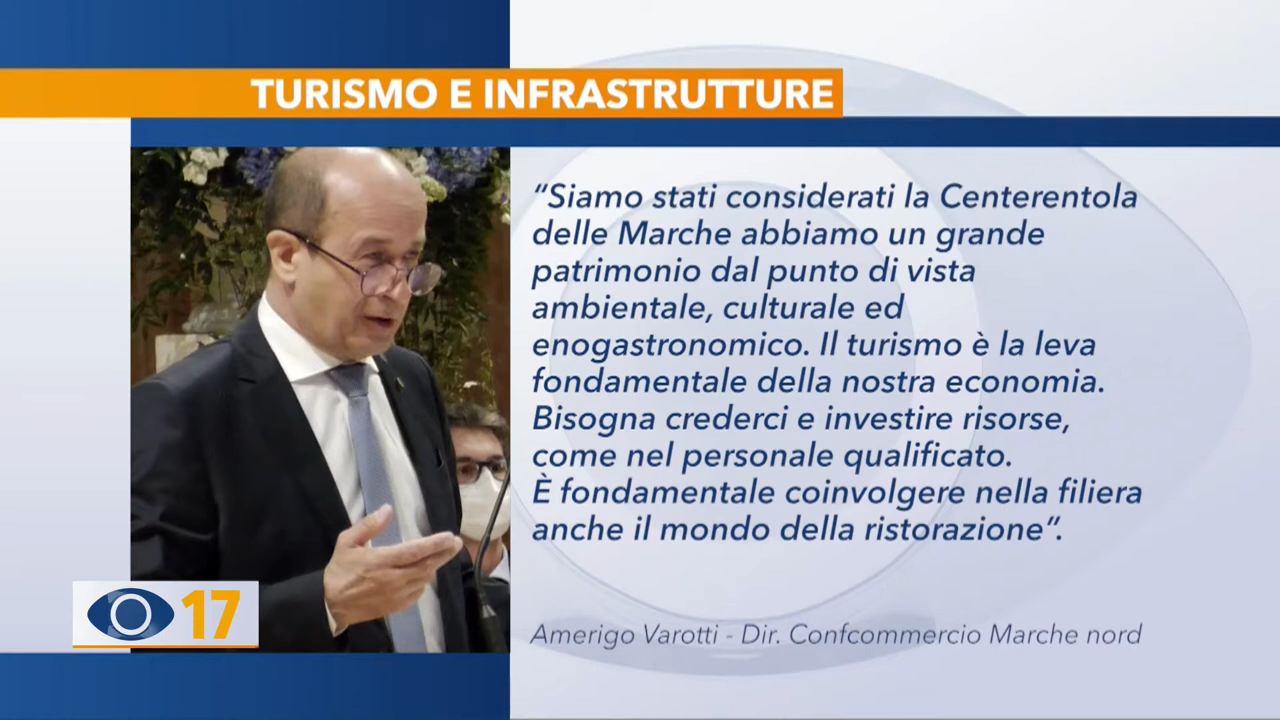 TURISMO E INFRASTRUTTURE
“Siamo stati considerati la Centerentola
delle Marche abbiamo un grande
patrimonio dal punto di vista
ambientale, culturale ed
enogastronomico. Il turismo è la leva
fondamentale della nostra economia.
Bisogna crederci e investire risorse,
come nel personale qualificato.
È fondamentale coinvolgere nella filiera
anche il mondo della ristorazione”.
Amerigo Varotti - Dir. Confcommercio Marche nord
17